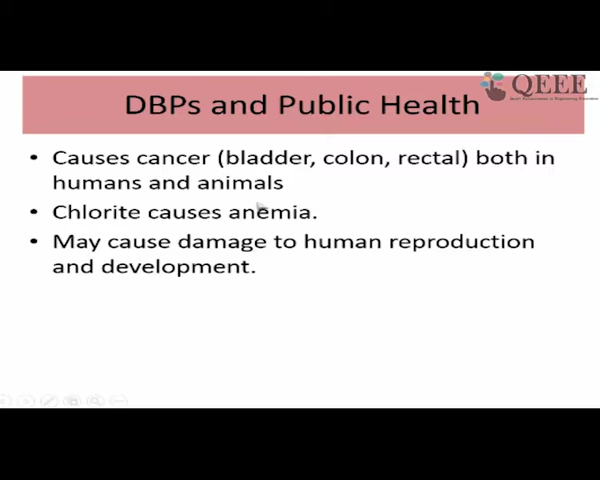 QEEE
DBPs and Public Health
• Causes cancer (bladder, colon, rectal) both in
humans and animals
• Chlorite causes anemia.
• May cause damage to human reproduction
and development.